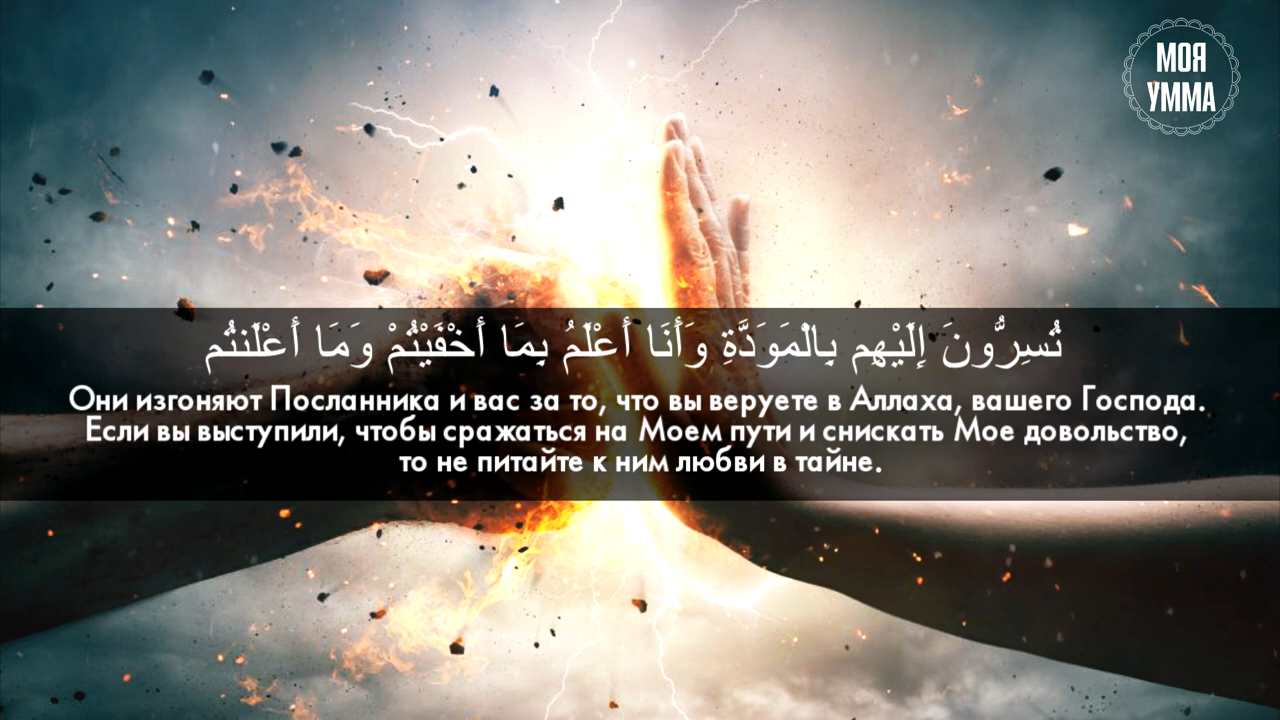 МОЯ
УММА
تُسِرُّونَ إِلَيْهِم بِالْمَوَدَّةِ وَأَنَا أَعْلَمُ بِمَا أَخْفَيْتُمْ وَمَا أَعْلَنتُم
Они изгоняют Посланника и вас за то, что вы веруете в Аллаха, вашего Господа.
Если вы выступили, чтобы сражаться на Моем пути и снискать Мое довольство,
то не питайте к ним любви в тайне.